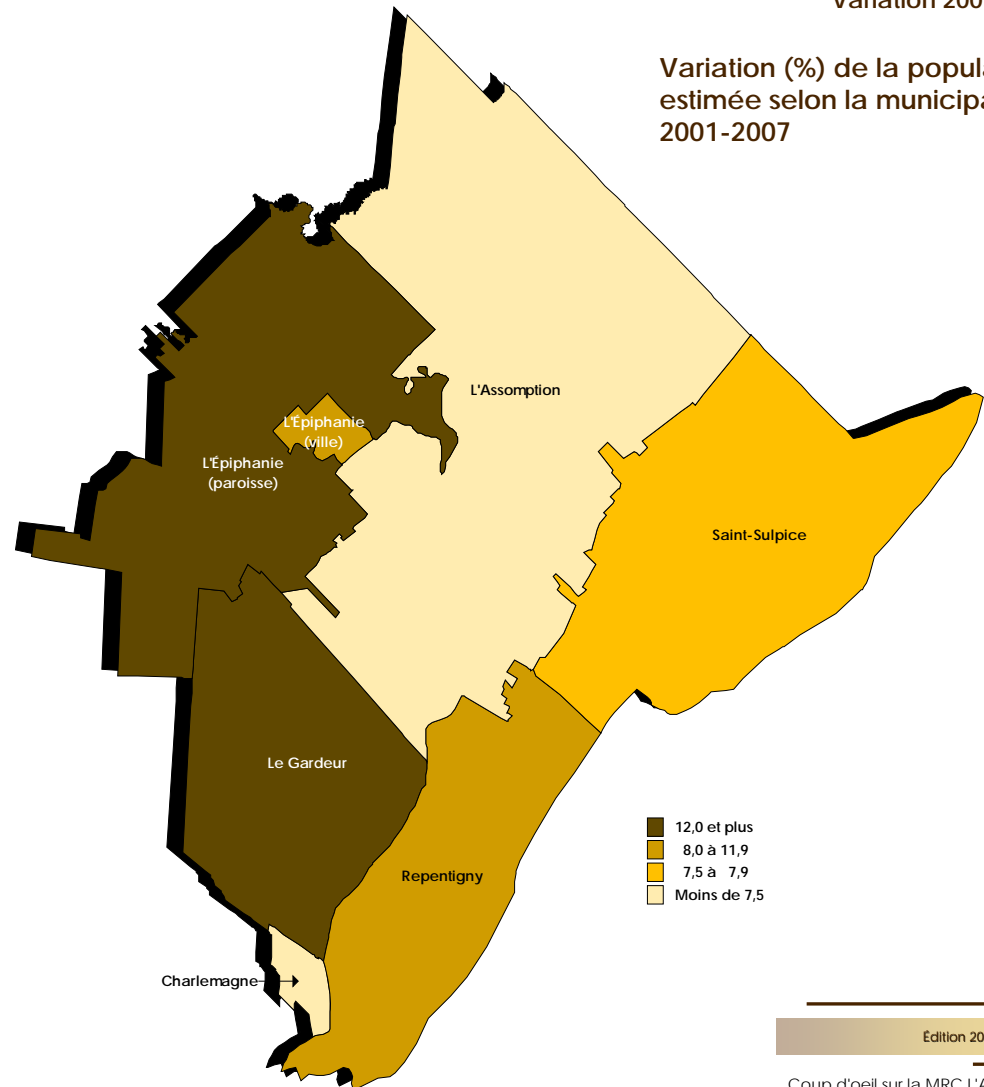 Variation 200
Variation (%) de la popula
estimée selon la municipa
2001-2007
L'Assomption
L'Épiphanie
(ville)
L'Épiphanie
(paroisse)
Saint-Sulpice
Le Gardeur
12,0 et plus
8,0 à 11,9
7,5 à 7,9
Moins de 7,5
Repentigny
Charlemagne
Édition 20
Coup d'oeil sur la MRC L'A